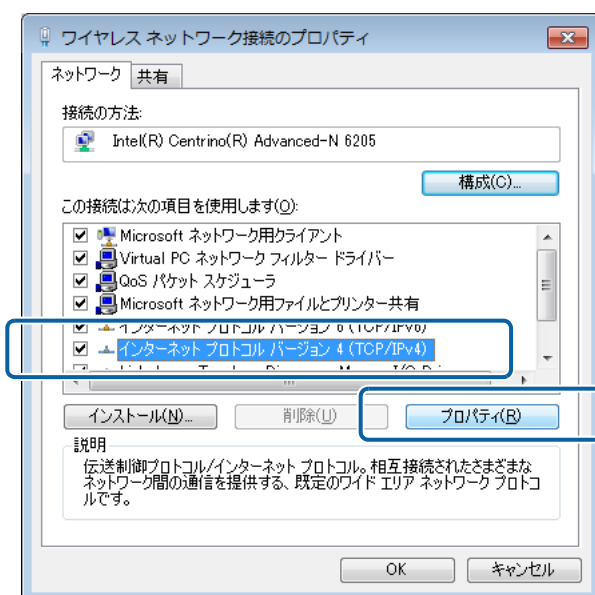 ワイヤレス ネットワーク接続のプロパティ
ネットワーク 共有
接続の方法:
Intel(R) Centrino(R) Advanced-N 6205
構成(C)...
この接続は次の項目を使用します(O):
Microsoft ネットワーク用クライアント
Virtual PC ネットワーク フィルター ドライバー
QoS パケット スケジューラ
Microsoft ネットワーク用ファイルとプリンター共有
インターネット プロトコル バージョン 6 (TCP/IPv6)
インターネット プロトコル バージョン 4 (TCP/IPv4)
インストール(N)... 削除(U) プロパティ(R)
説明
伝送制御プロトコル/インターネット プロトコル。相互接続されたさまざまな
ネットワーク間の通信を提供する、既定のワイド エリア ネットワーク プロトコ
ルです。
OK キャンセル